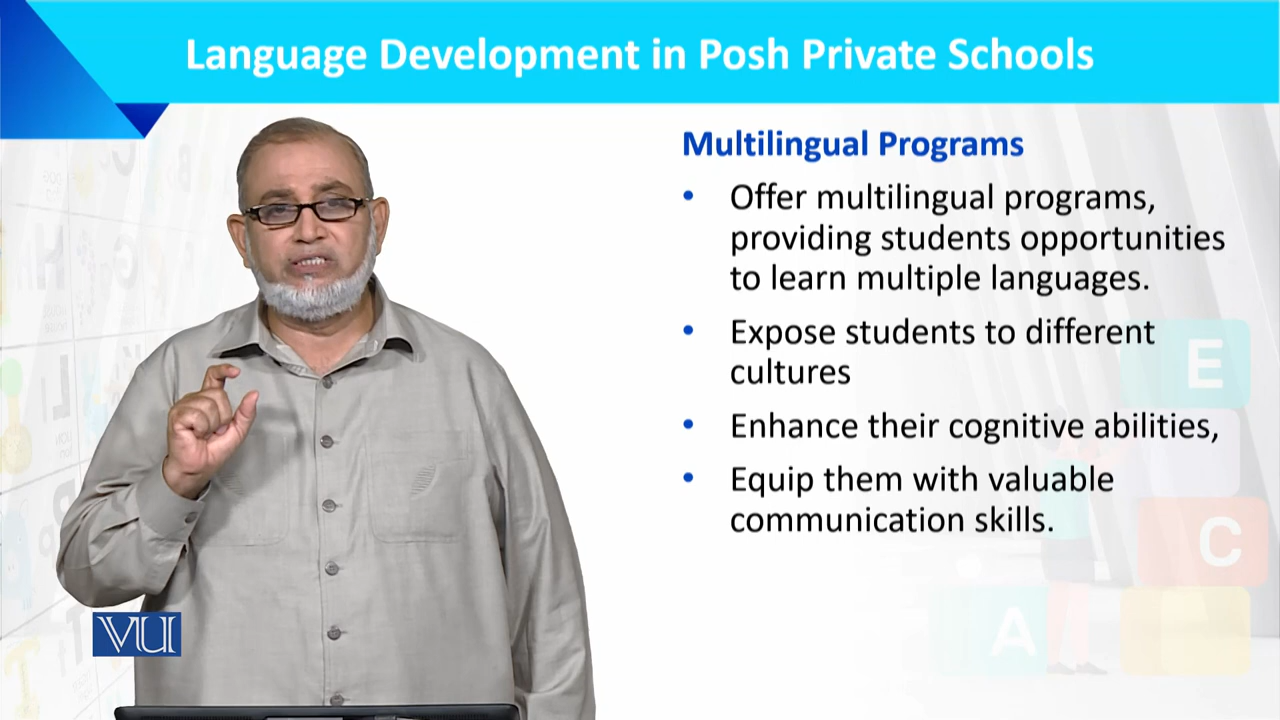 Language Development in Posh Private Schools
Multilingual Programs
• Offer multilingual programs,
providing students opportunities
to learn multiple languages.
• Expose students to different
cultures
• Enhance their cognitive abilities,
• Equip them with valuable
communication skills.
VU
E
C
A